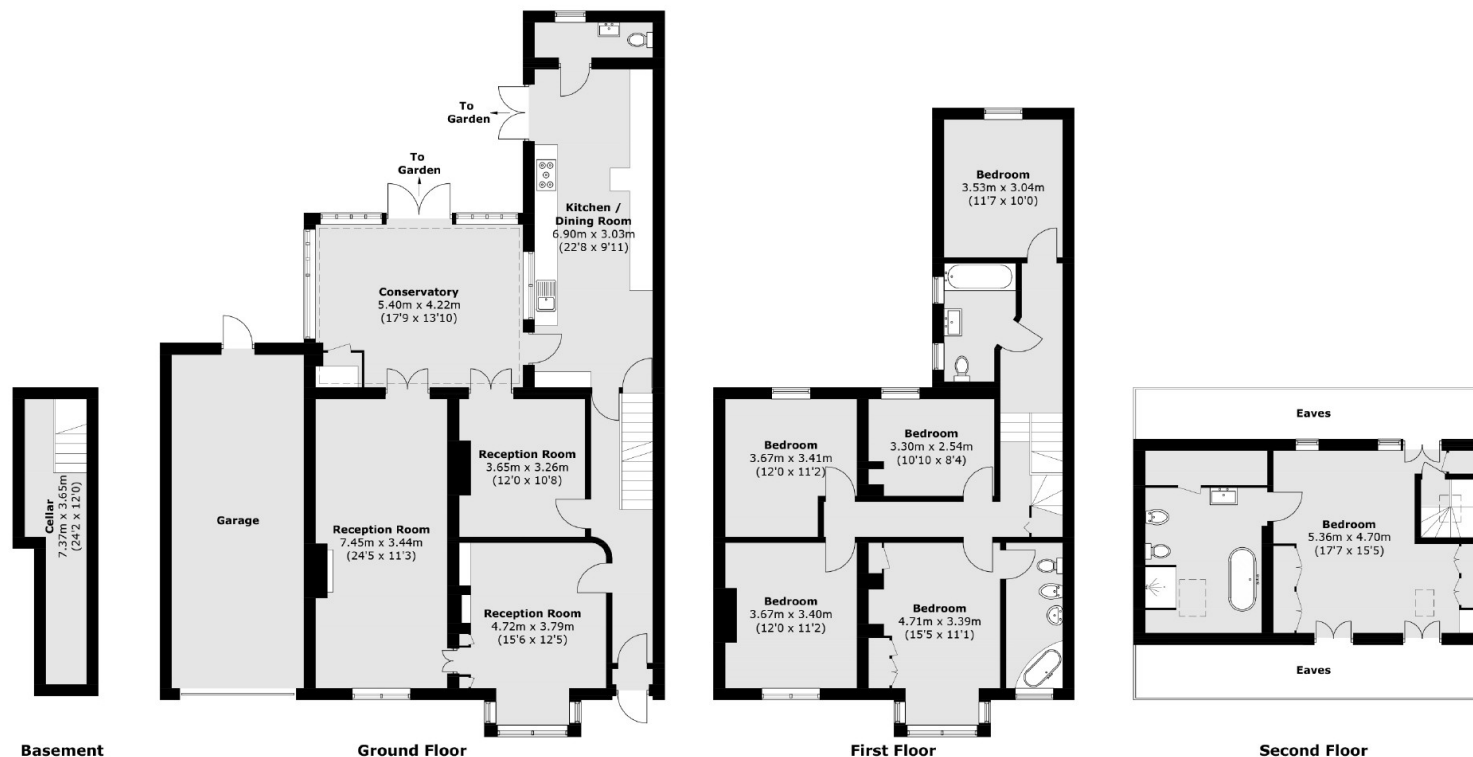 To
Garden
To
Garden
Kitchen /
Dining Room
6.90m x 3.03m
(22'8 x 9'11)
Conservatory
5.40m x 4.22m
(17'9 x 13'10)
Cellar
7.37m x 3.65m
(24'2 x 12'0)
Garage
Reception Room
3.65m x 3.26m
(12'0 x 10'8)
Reception Room
7.45m x 3.44m
(24'5 x 11'3)
Reception Room
4.72m x 3.79m
(15'6 x 12'5)
Bedroom
3.53m x 3.04m
(11'7 x 10'0)
Bedroom
3.67m x 3.41m
(12'0 x 11'2)
Bedroom
3.30m x 2.54m
(10'10 x 8'4)
Bedroom
3.67m x 3.40m
(12'0 x 11'2)
Bedroom
4.71m x 3.39m
(15'5 x 11'1)
Eaves
Bedroom
5.36m x 4.70m
(17'7 x 15'5)
Eaves
Basement
Ground Floor
First Floor
Second Floor